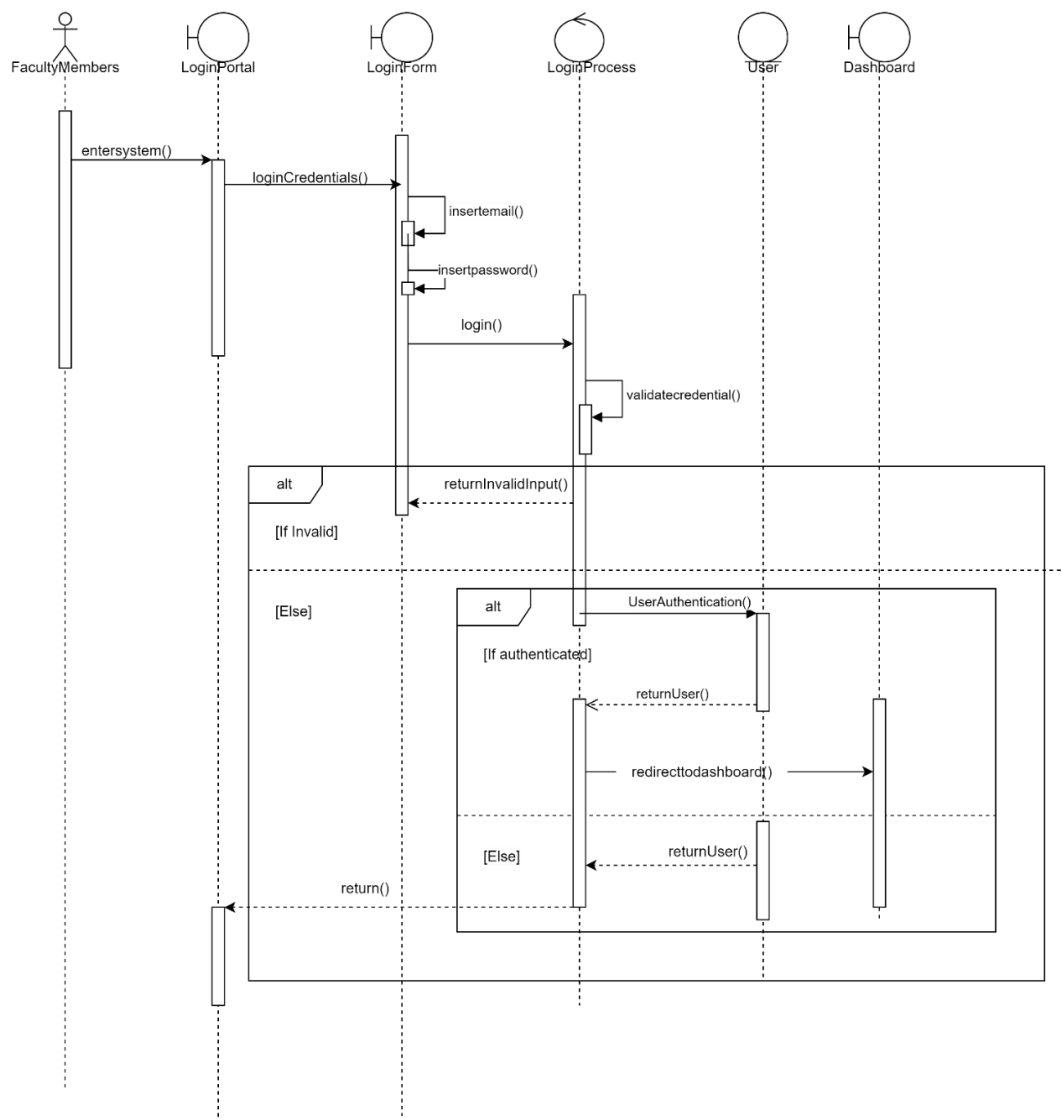 FacultyMembers
LoginPortal
LoginForm
LoginProcess
User
Dashboard
entersystem()
loginCredentials()
insertemail()
insertpassword()
login()
validatecredential()
alt
returnInvalidInput()
[If Invalid]
[Else]
alt
UserAuthentication()
[If authenticated]
returnUser()
redirecttodashboard()
[Else]
returnUser()
return()